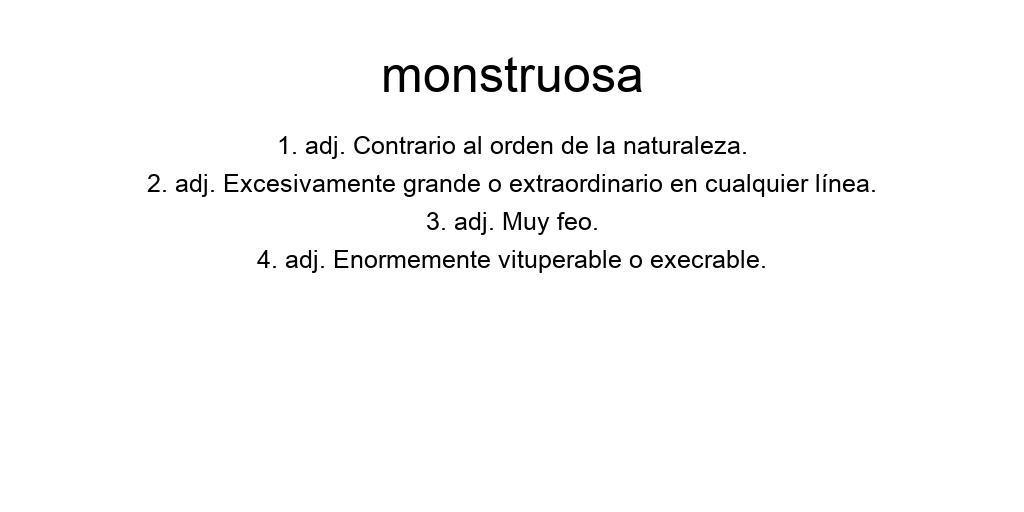 monstruosa
1. adj. Contrario al orden de la naturaleza.
2. adj. Excesivamente grande o extraordinario en cualquier línea.
3. adj. Muy feo.
4. adj. Enormemente vituperable o execrable.